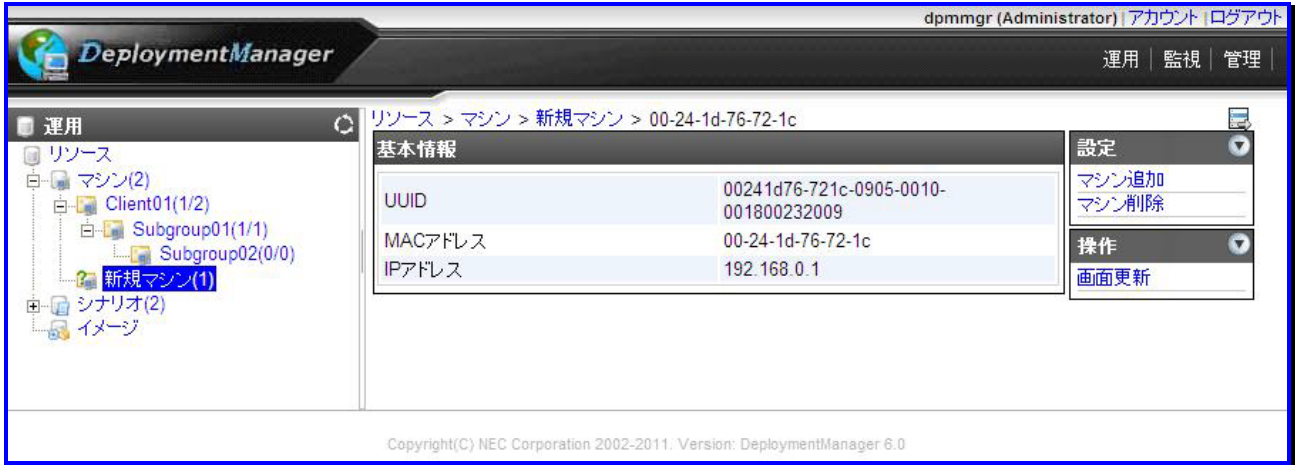 dpmmgr (Administrator) | アカウント | ログアウト
DeploymentManager
運用 | 監視 | 管理 |
運用
リソース
マシン(2)
Client01(1/2)
Subgroup01(1/1)
Subgroup02(0/0)
新規マシン(1)
シナリオ(2)
イメージ
リソース > マシン > 新規マシン > 00-24-1d-76-72-1c
基本情報
UUID 00241d76-721c-0905-0010-
001800232009
MACアドレス 00-24-1d-76-72-1c
IPアドレス 192.168.0.1
設定
マシン追加
マシン削除
操作
画面更新
Copyright(C) NEC Corporation 2002-2011. Version: DeploymentManager 6.0